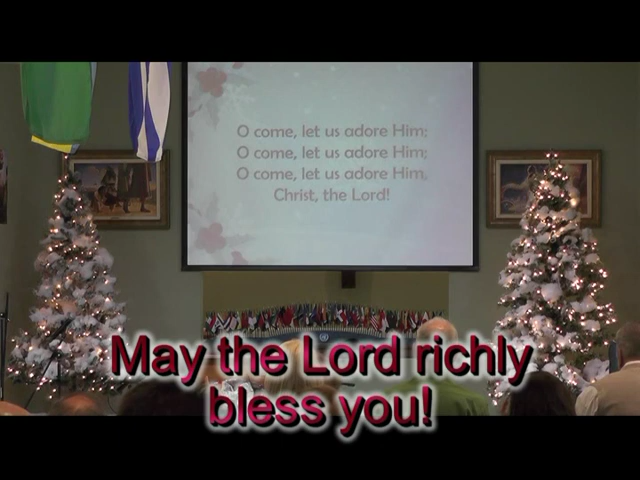 O come, let us adore Him;
O come, let us adore Him;
O come, let us adore Him,
Christ, the Lord!
May the Lord richly
bless you!